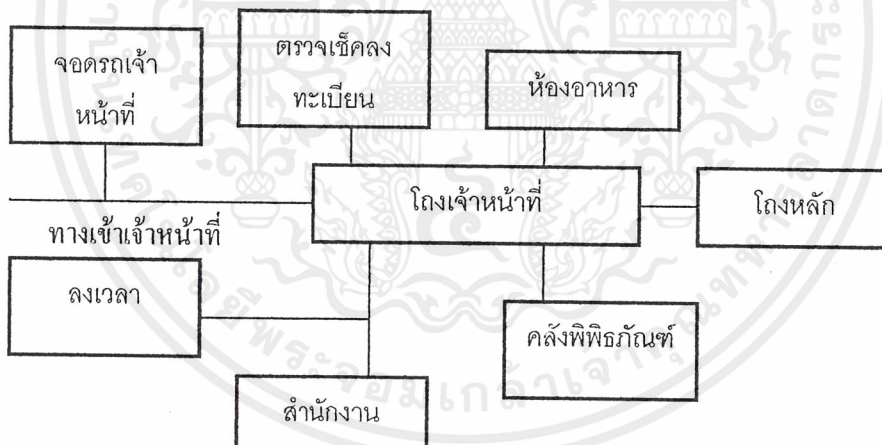 จอดรถเจ้า
หน้าที่
ตรวจเช็คลง
ทะเบียน
ห้องอาหาร
โถงเจ้าหน้าที่
โถงหลัก
ทางเข้าเจ้าหน้าที่
ลงเวลา
คลังพิพิธภัณฑ์
สำนักงาน